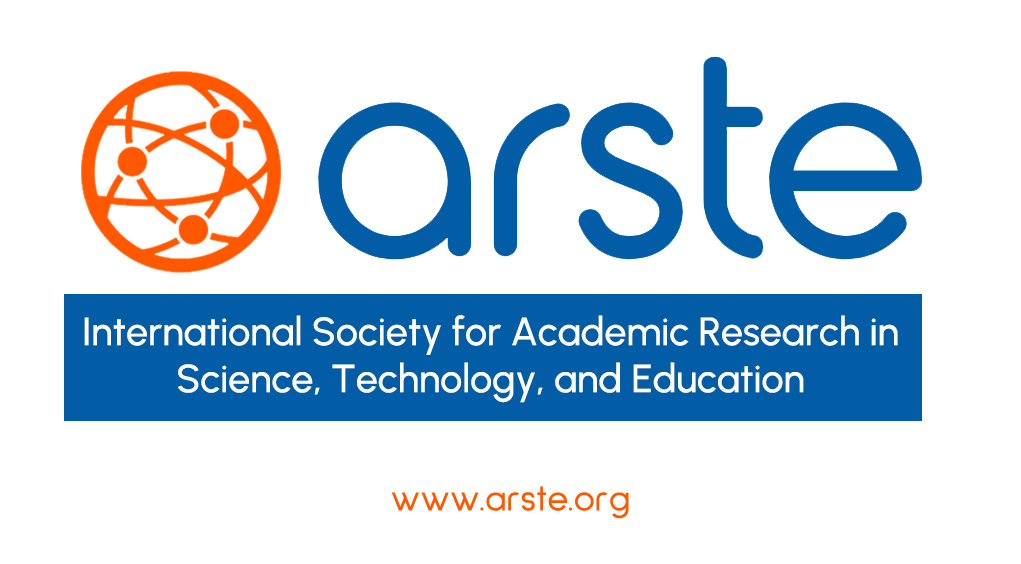 arste
International Society for Academic Research in
Science, Technology, and Education
www.arste.org